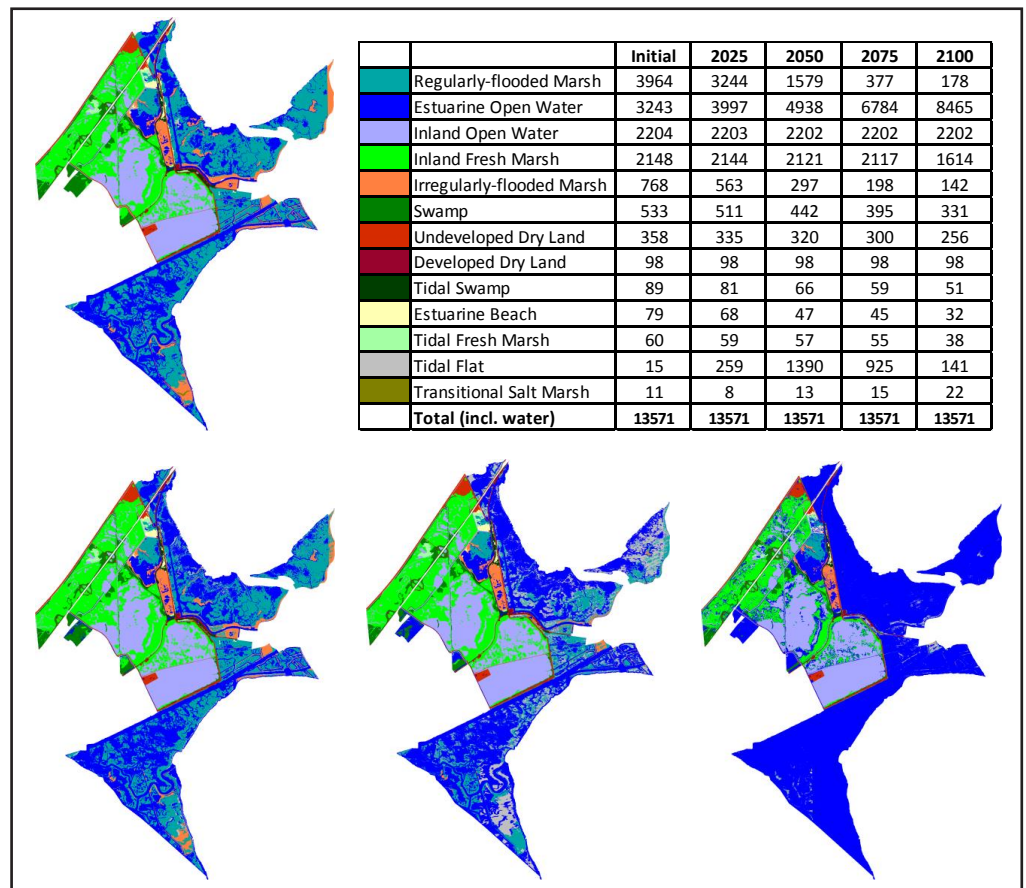 Initial 2025 2050 2075 2100
Regularly-flooded Marsh 3964 3244 1579 377 178
Estuarine Open Water 3243 3997 4938 6784 8465
Inland Open Water 2204 2203 2202 2202 2202
Inland Fresh Marsh 2148 2144 2121 2117 1614
Irregularly-flooded Marsh 768 563 297 198 142
Swamp 533 511 442 395 331
Undeveloped Dry Land 358 335 320 300 256
Developed Dry Land 98 98 98 98 98
Tidal Swamp 89 81 66 59 51
Estuarine Beach 79 68 47 45 32
Tidal Fresh Marsh 60 59 57 55 38
Tidal Flat 15 259 1390 925 141
Transitional Salt Marsh 11 8 13 15 22
Total (incl. water) 13571 13571 13571 13571 13571